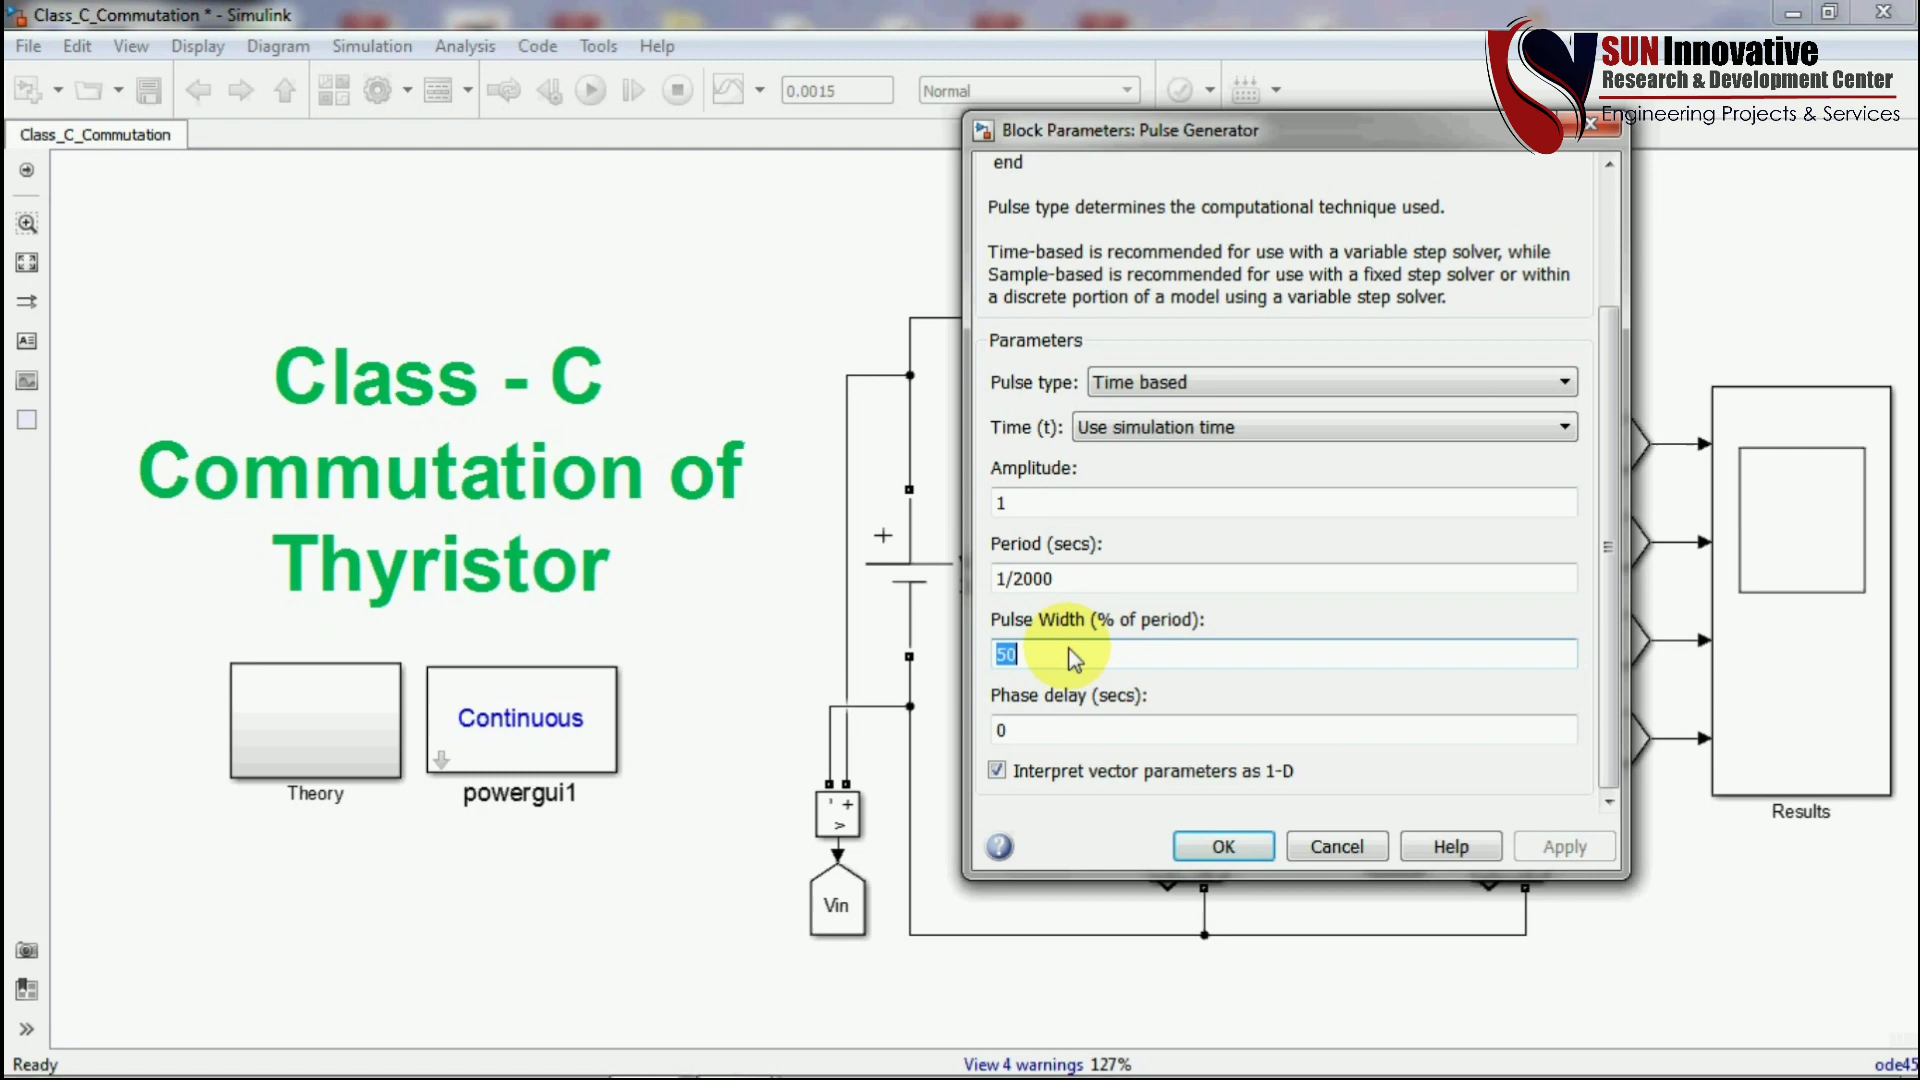 Class_C_Commutation * - Simulink
File Edit View Display Diagram Simulation Analysis Code Tools Help
0.0015 Normal
Class_C_Commutation
SUN Innovative
Research & Development Center
Engineering Projects & Services
Block Parameters: Pulse Generator
end
Pulse type determines the computational technique used.
Time-based is recommended for use with a variable step solver, while
Sample-based is recommended for use with a fixed step solver or within
a discrete portion of a model using a variable step solver.
Parameters
Pulse type: Time based
Time (t): Use simulation time
Amplitude:
1
Period (secs):
1/2000
Pulse Width (% of period):
50
Phase delay (secs):
0
Interpret vector parameters as 1-D
OK Cancel Help Apply
Class - C
Commutation of
Thyristor
Continuous
Theory
powergui1
+
+
Vin
Results
Ready
View 4 warnings 127%
ode45